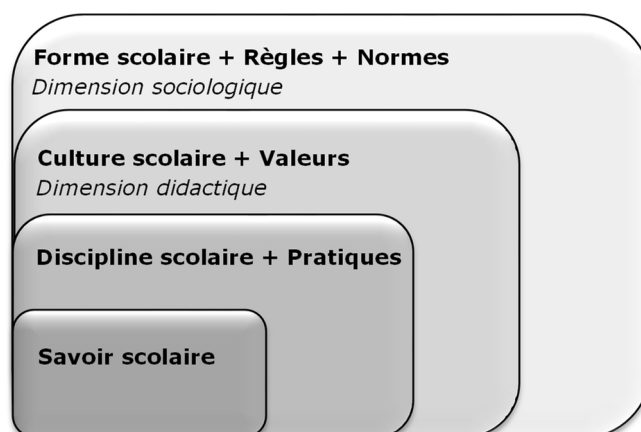 Forme scolaire + Règles + Normes
Dimension sociologique
Culture scolaire + Valeurs
Dimension didactique
Discipline scolaire + Pratiques
Savoir scolaire